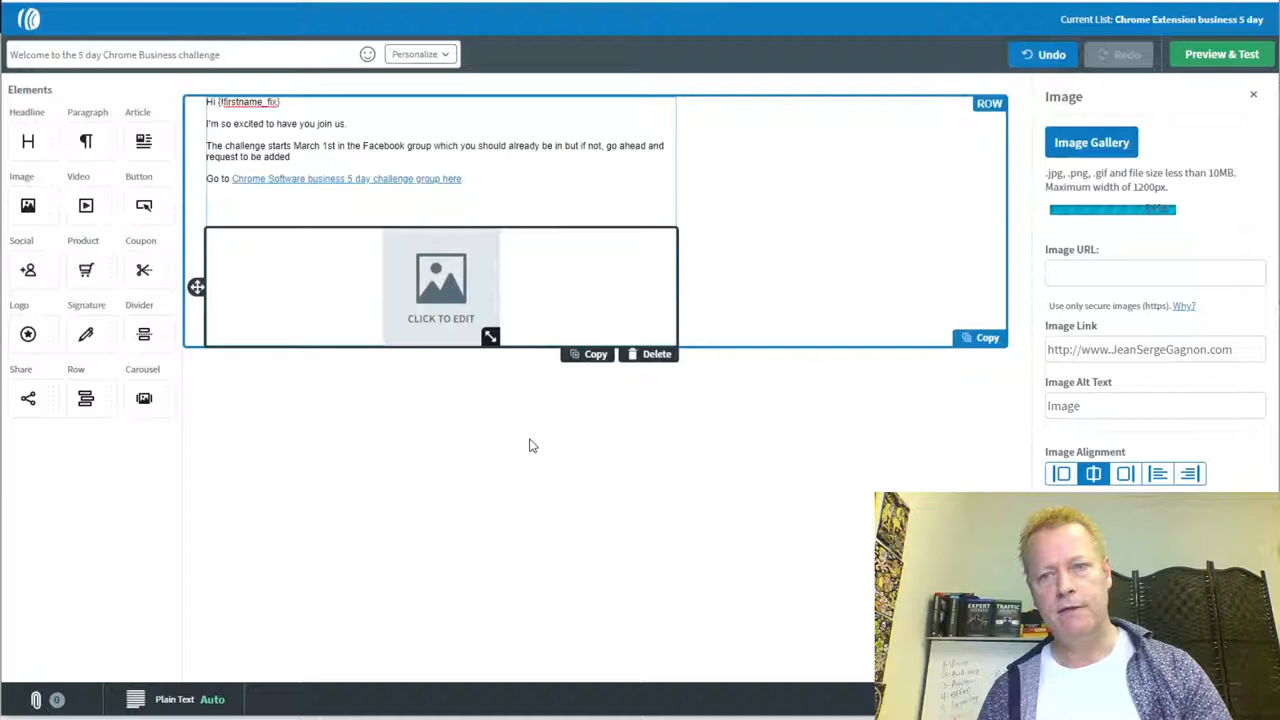 Current List: Chrome Extension business 5 day
Welcome to the 5 day Chrome Business challenge
Personalize
Undo
Redo
Preview & Test
Elements
Headline
Paragraph
Article
Image
Video
Button
Social
Product
Coupon
Logo
Signature
Divider
Share
Row
Carousel
Hi {!firstname_fix}
I'm so excited to have you join us.
The challenge starts March 1st in the Facebook group which you should already be in but if not, go ahead and
request to be added
Go to Chrome Software business 5 day challenge group here
ROW
CLICK TO EDIT
Copy
Delete
Copy
Image
Image Gallery
.jpg, .png, .gif and file size less than 10MB.
Maximum width of 1200px.
Image URL:
Use only secure images (https). Why?
Image Link
http://www.JeanSergeGagnon.com
Image Alt Text
Image
Image Alignment
EXPERT
TRAFFIC
0
Plain Text Auto